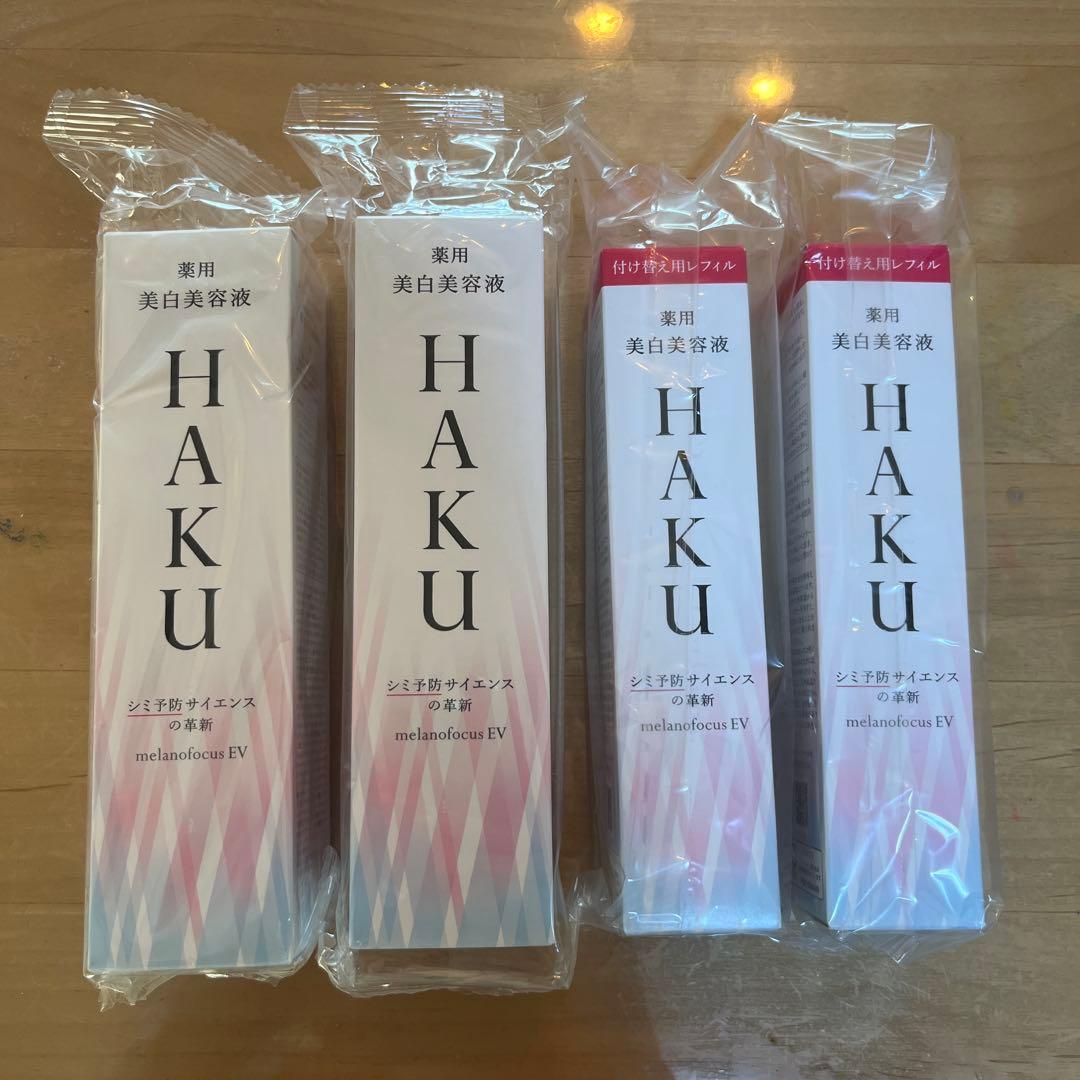 薬用
美白美容液
HAKU
シミ予防サイエンス
の革新
melanofocus EV
薬用
美白美容液
HAKU
シミ予防サイエンス
の革新
melanofocus EV
付け替え用レフィル
薬用
美白美容液
HAKU
シミ予防サイエンス
の革新
melanofocus EV
付け替え用レフィル
薬用
美白美容液
HAKU
シミ予防サイエンス
の革新
melanofocus EV